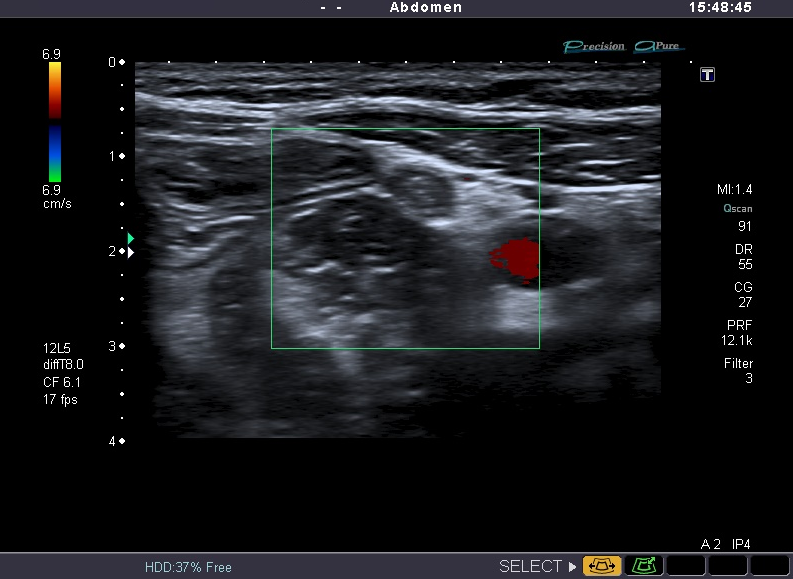 - - Abdomen 15:48:45
Precision APure
6.9
6.9
cm/s
0
1
2
3
4
T
MI:1.4
Qscan
91
DR
55
CG
27
PRF
12.1k
Filter
3
12L5
diffT8.0
CF 6.1
17 fps
A 2 IP4
HDD:37% Free
SELECT